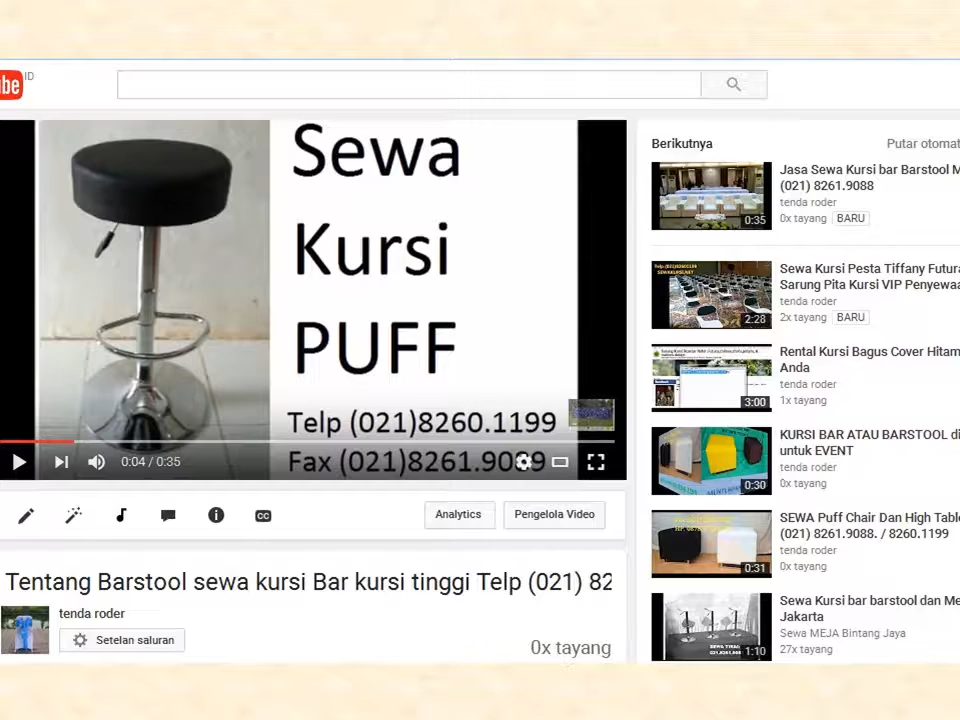 be ID
Sewa
Kursi
PUFF
Telp (021)8260.1199
Fax (021)8261.9089
0:04 / 0:35
Analytics
Pengelola Video
Tentang Barstool sewa kursi Bar kursi tinggi Telp (021) 82
tenda roder
Setelan saluran
0x tayang
Berikutnya
Putar otomat
0:35
Jasa Sewa Kursi bar Barstool M
(021) 8261.9088
tenda roder
0x tayang BARU
2:28
Sewa Kursi Pesta Tiffany Futura
Sarung Pita Kursi VIP Penyewaa
tenda roder
2x tayang BARU
3:00
Rental Kursi Bagus Cover Hitam
Anda
tenda roder
1x tayang
0:30
KURSI BAR ATAU BARSTOOL di
untuk EVENT
tenda roder
0x tayang
0:31
SEWA Puff Chair Dan High Table
(021) 8261.9088. / 8260.1199
tenda roder
0x tayang
1:10
Sewa Kursi bar barstool dan Me
Jakarta
Sewa MEJA Bintang Jaya
27x tayang